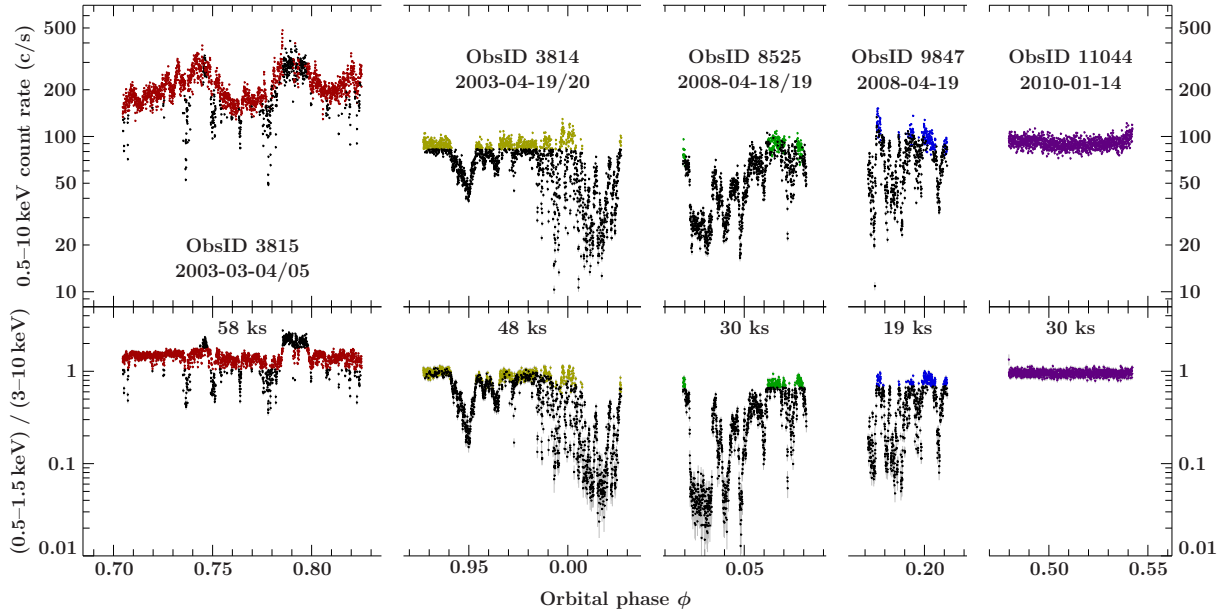 500
200
100
50
20
10
0.5–10 keV count rate (c/s)
ObsID 3815
2003-03-04/05
ObsID 3814
2003-04-19/20
ObsID 8525
2008-04-18/19
ObsID 9847
2008-04-19
ObsID 11044
2010-01-14
500
200
100
50
20
10
(0.5–1.5 keV) / (3–10 keV)
1
0.1
0.01
58 ks
48 ks
30 ks
19 ks
30 ks
1
0.1
0.01
0.70 0.75 0.80 0.95 0.00 0.05 0.20 0.50 0.55
Orbital phase ϕ